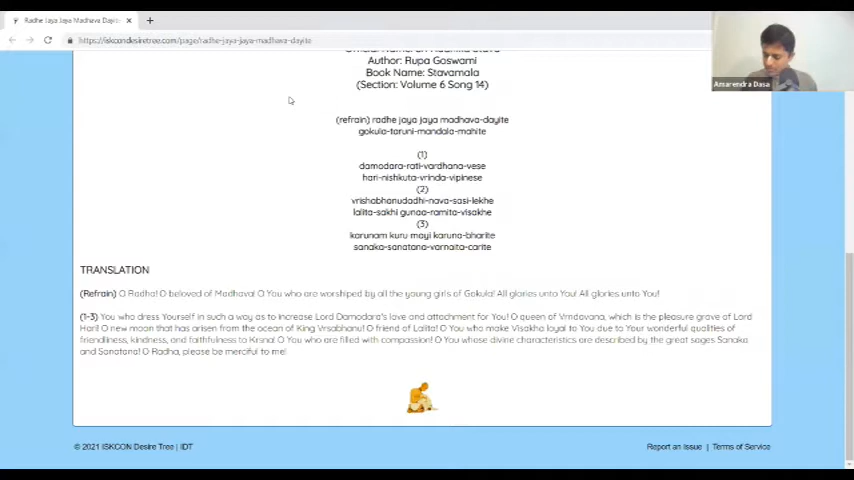 Radhe Jaya Jaya Madhava Dayite
https://iskcondesiretree.com/page/radhe-jaya-jaya-madhava-dayite
Author: Rupa Goswami
Book Name: Stavamala
(Section: Volume 6 Song 14)
(refrain) radhe jaya jaya madhava-dayite
gokula-taruni-mandala-mahite
(1)
damodara-rati-vardhana-vese
hari-nishkuta-vrinda-vipinese
(2)
vrishabhanudadhi-nava-sasi-lekhe
lalita-sakhi gunaa-ramita-visakhe
(3)
karunam kuru mayi karuna-bharite
sanaka-sanatana-varnaita-carite
TRANSLATION
(Refrain) O Radha! O beloved of Madhava! O You who are worshiped by all the young girls of Gokula! All glories unto You! All glories unto You!
(1-3) You who dress Yourself in such a way as to increase Lord Damodara's love and attachment for You! O queen of Vrndavana, which is the pleasure grave of Lord
Hari! O new moon that has arisen from the ocean of King Vrsabhanu! O friend of Lalita! O You who make Visakha loyal to You due to Your wonderful qualities of
friendliness, kindness, and faithfulness to Krsna! O You who are filled with compassion! O You whose divine characteristics are described by the great sages Sanaka
and Sanatana! O Radha, please be merciful to me!
© 2021 ISKCON Desire Tree | IDT
Report an Issue | Terms of Service
Amarendra Dasa